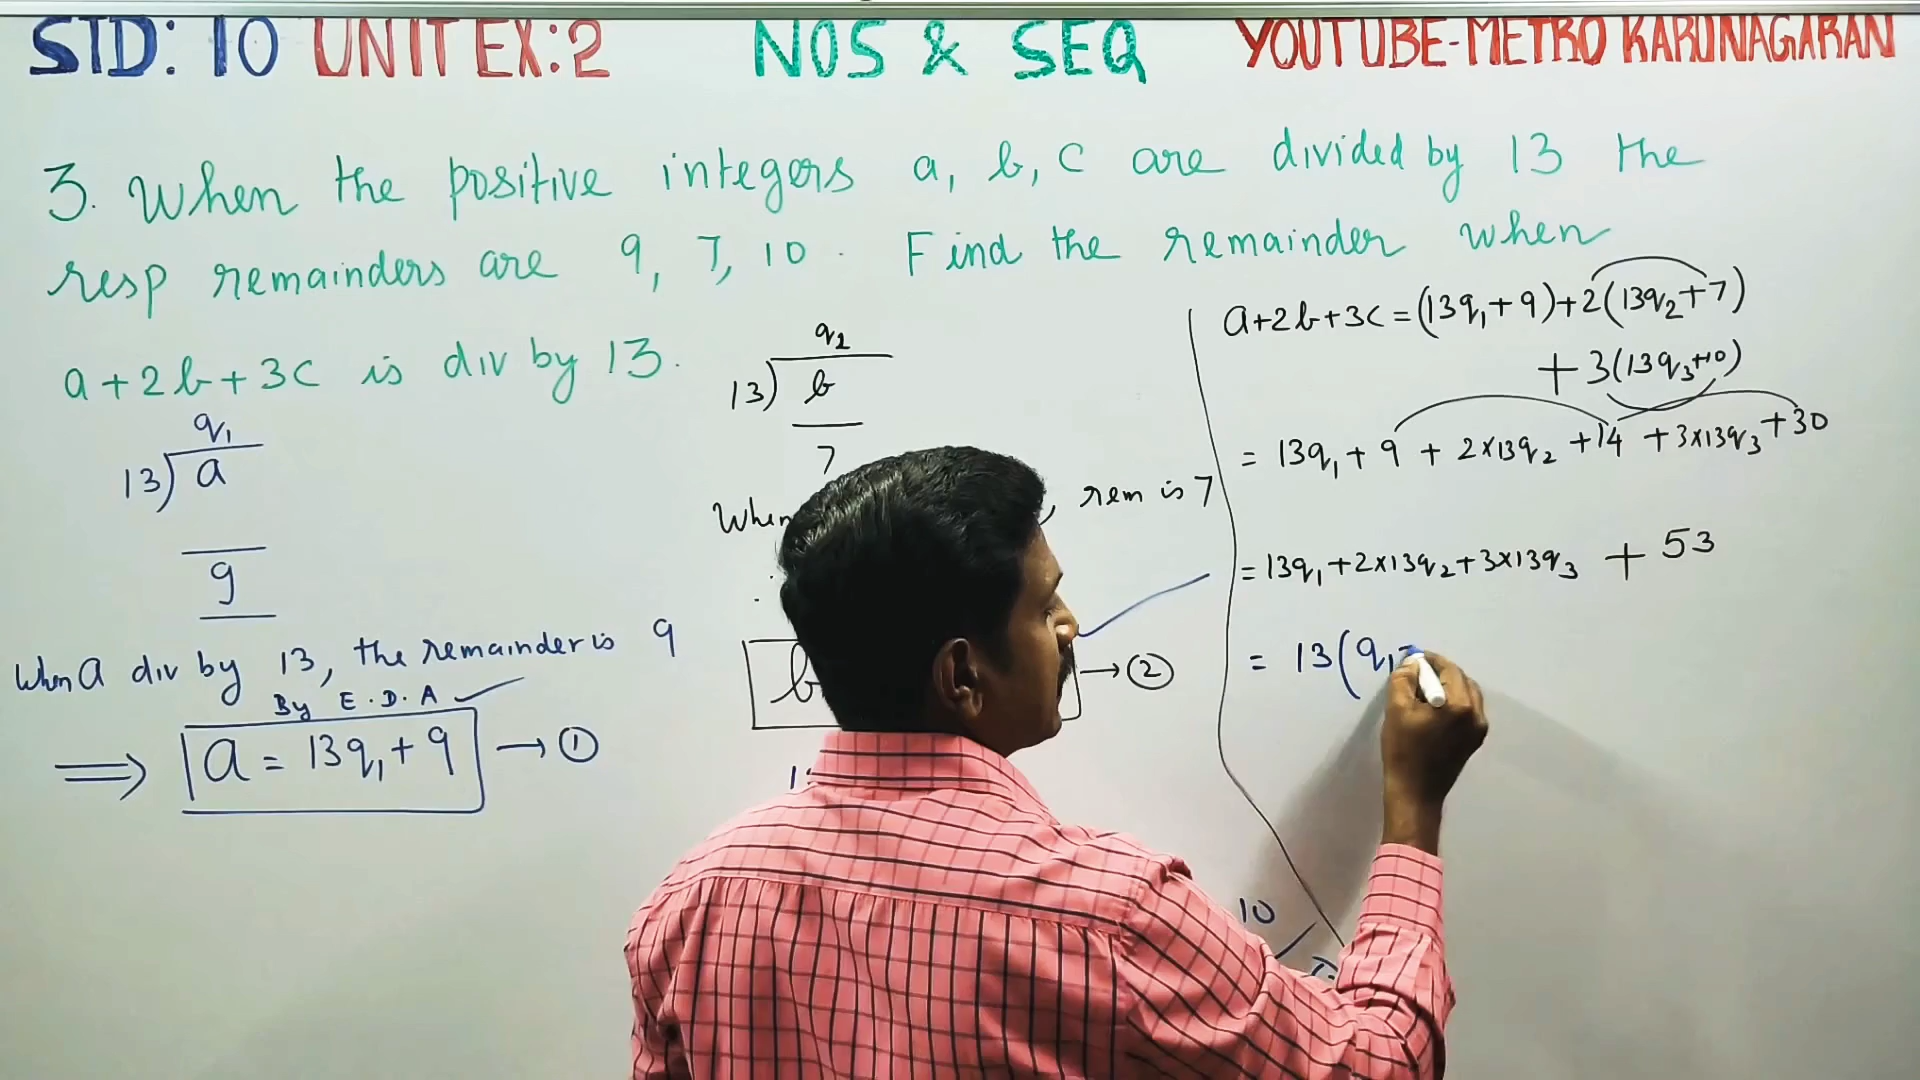 STD: 10 UNIT EX:2 NOS & SEQ YOUTUBE-METRO KARUNAGARAN
3. When the positive integers a, b, c are divided by 13 the
resp remainders are 9, 7, 10. Find the remainder when
a+2b+3c is div by 13.
q1
13) a
9
When a div by 13, the remainder is 9
By E.D.A
⟹ a = 13q1 + 9 → ①
q2
13) b
7
When , rem is 7
b → ②
10
a+2b+3c = (13q1+9)+2(13q2+7)
+ 3(13q3+10)
= 13q1 + 9 + 2×13q2 + 14 + 3×13q3 + 30
= 13q1 + 2×13q2 + 3×13q3 + 53
= 13(q1